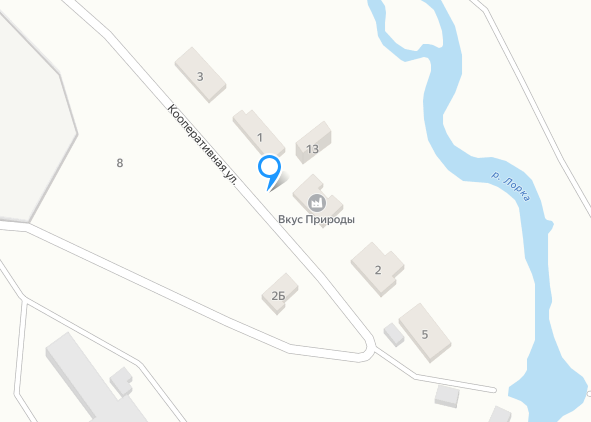 3
Кооперативная ул.
1
13
8
р. Лорка
Вкус Природы
2
2Б
5